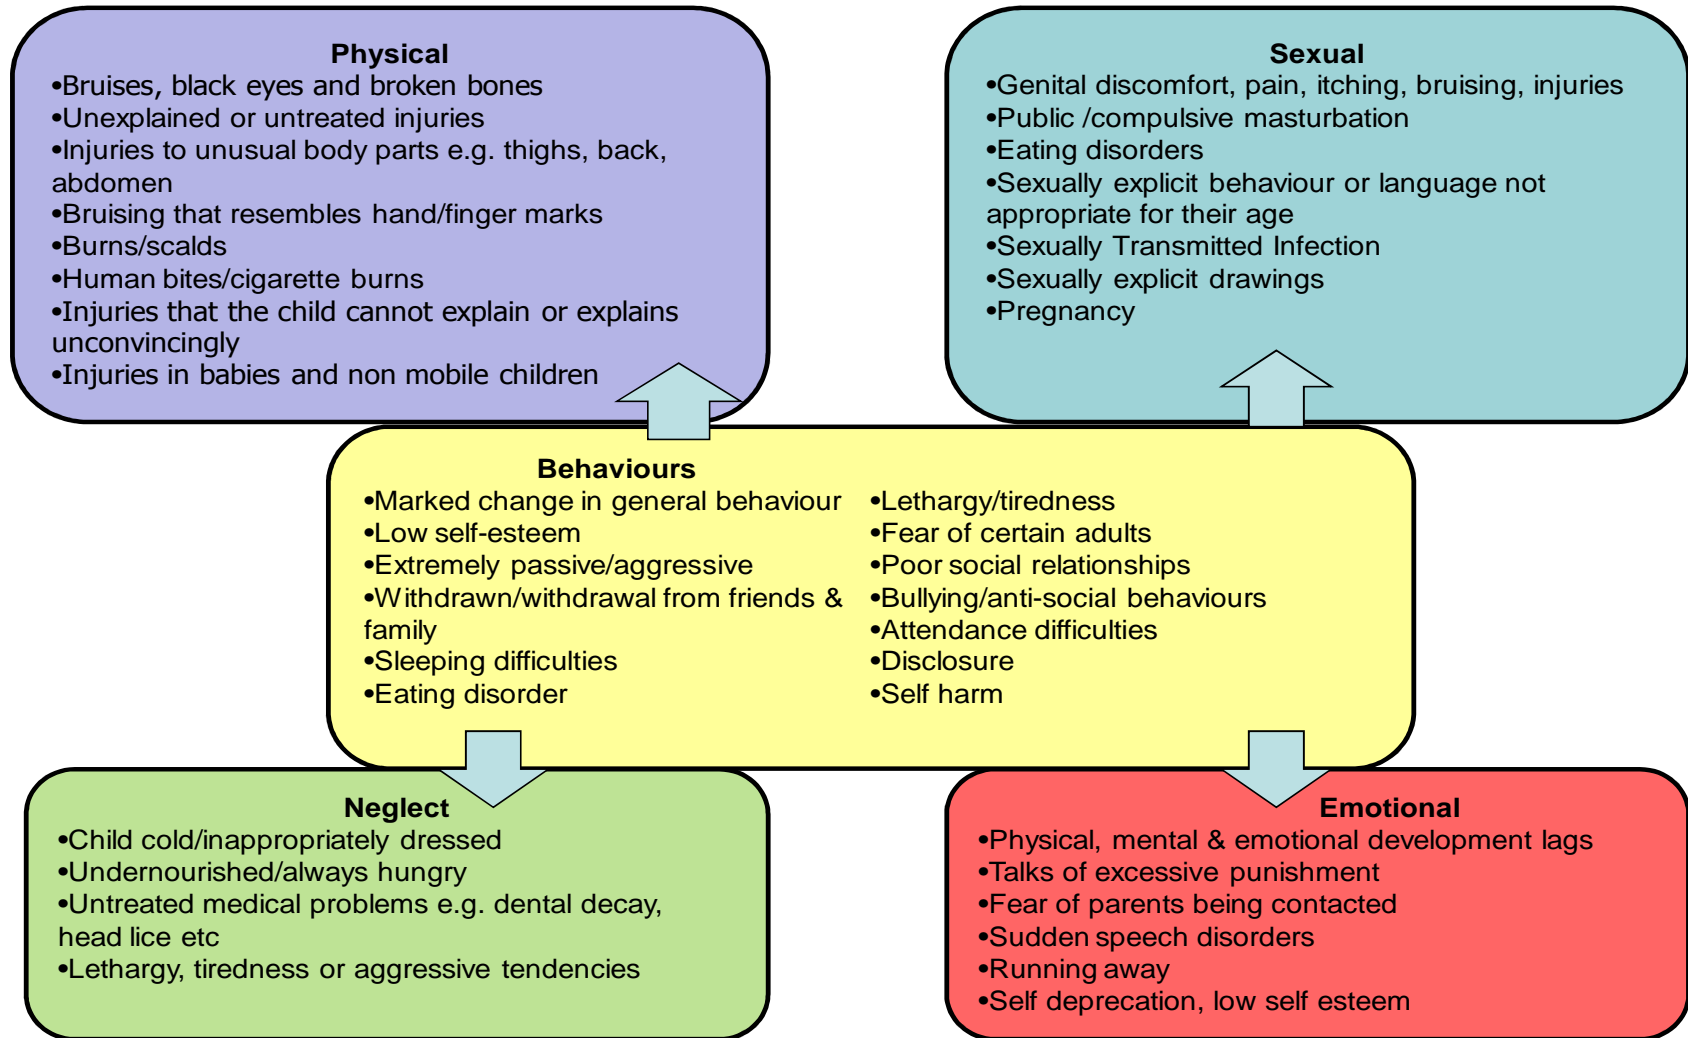 Physical
•Bruises, black eyes and broken bones
•Unexplained or untreated injuries
•Injuries to unusual body parts e.g. thighs, back,
abdomen
•Bruising that resembles hand/finger marks
•Burns/scalds
•Human bites/cigarette burns
•Injuries that the child cannot explain or explains
unconvincingly
•Injuries in babies and non mobile children
Sexual
•Genital discomfort, pain, itching, bruising, injuries
•Public /compulsive masturbation
•Eating disorders
•Sexually explicit behaviour or language not
appropriate for their age
•Sexually Transmitted Infection
•Sexually explicit drawings
•Pregnancy
Behaviours
•Marked change in general behaviour
•Low self-esteem
•Extremely passive/aggressive
•Withdrawn/withdrawal from friends &
family
•Sleeping difficulties
•Eating disorder
•Lethargy/tiredness
•Fear of certain adults
•Poor social relationships
•Bullying/anti-social behaviours
•Attendance difficulties
•Disclosure
•Self harm
Neglect
•Child cold/inappropriately dressed
•Undernourished/always hungry
•Untreated medical problems e.g. dental decay,
head lice etc
•Lethargy, tiredness or aggressive tendencies
Emotional
•Physical, mental & emotional development lags
•Talks of excessive punishment
•Fear of parents being contacted
•Sudden speech disorders
•Running away
•Self deprecation, low self esteem